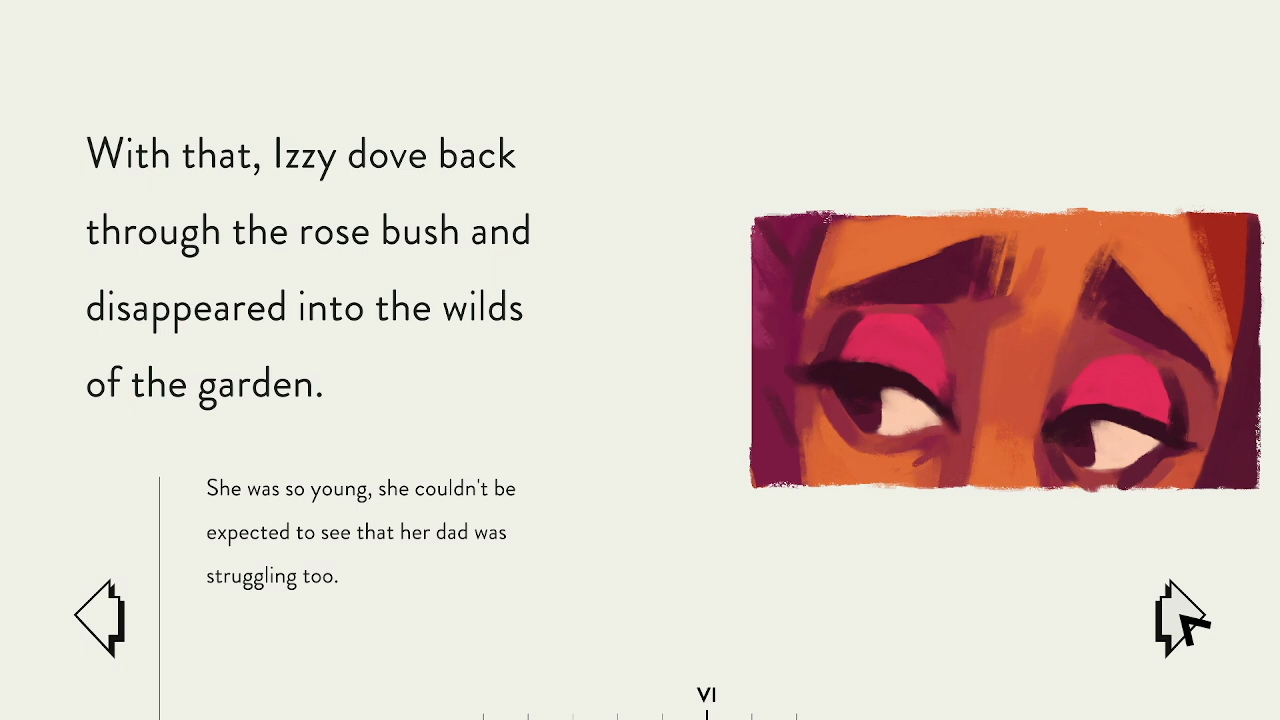 With that, Izzy dove back
through the rose bush and
disappeared into the wilds
of the garden.
She was so young, she couldn't be
expected to see that her dad was
struggling too.
VI